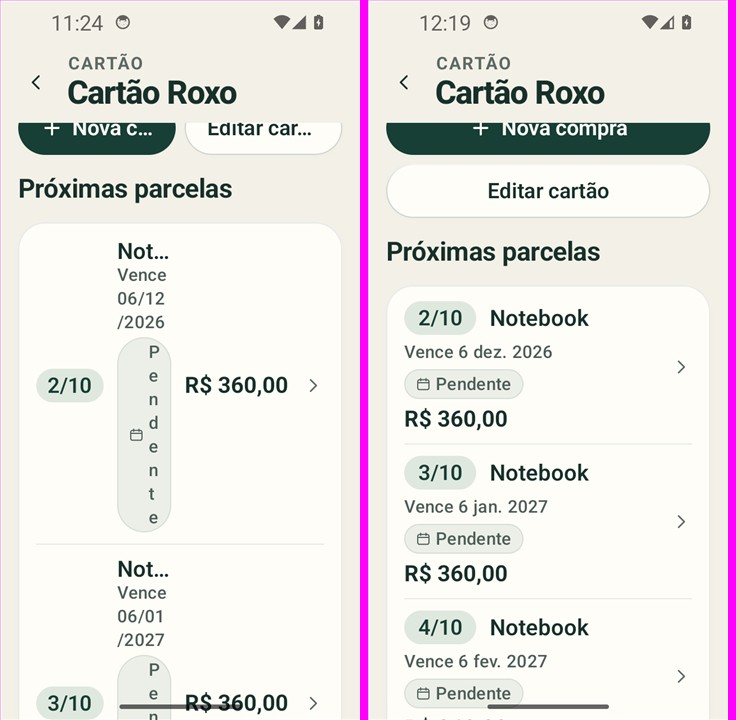 11:24
CARTÃO
Cartão Roxo
+ Nova c...
Editar car...
Próximas parcelas
2/10
Not...
Vence
06/12
/2026
P
e
n
d
e
n
t
e
R$ 360,00
3/10
Not...
Vence
06/01
/2027
P
e
n
R$ 360,00
12:19
CARTÃO
Cartão Roxo
+ Nova compra
Editar cartão
Próximas parcelas
2/10 Notebook
Vence 6 dez. 2026
Pendente
R$ 360,00
3/10 Notebook
Vence 6 jan. 2027
Pendente
R$ 360,00
4/10 Notebook
Vence 6 fev. 2027
Pendente